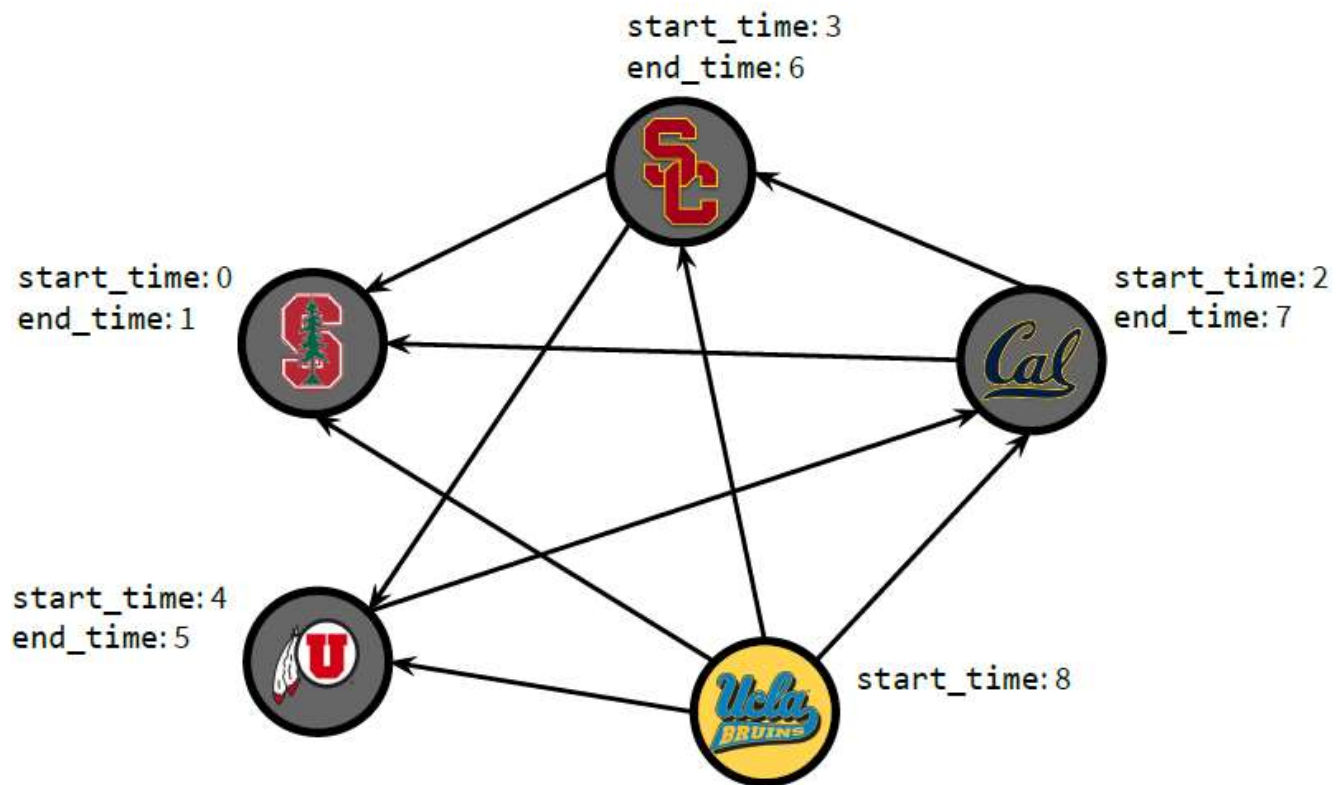 start_time: 3
end_time: 6
SC
start_time: 0
end_time: 1
S
start_time: 2
end_time: 7
Cal
start_time: 4
end_time: 5
U
Ucla
BRUINS
start_time: 8